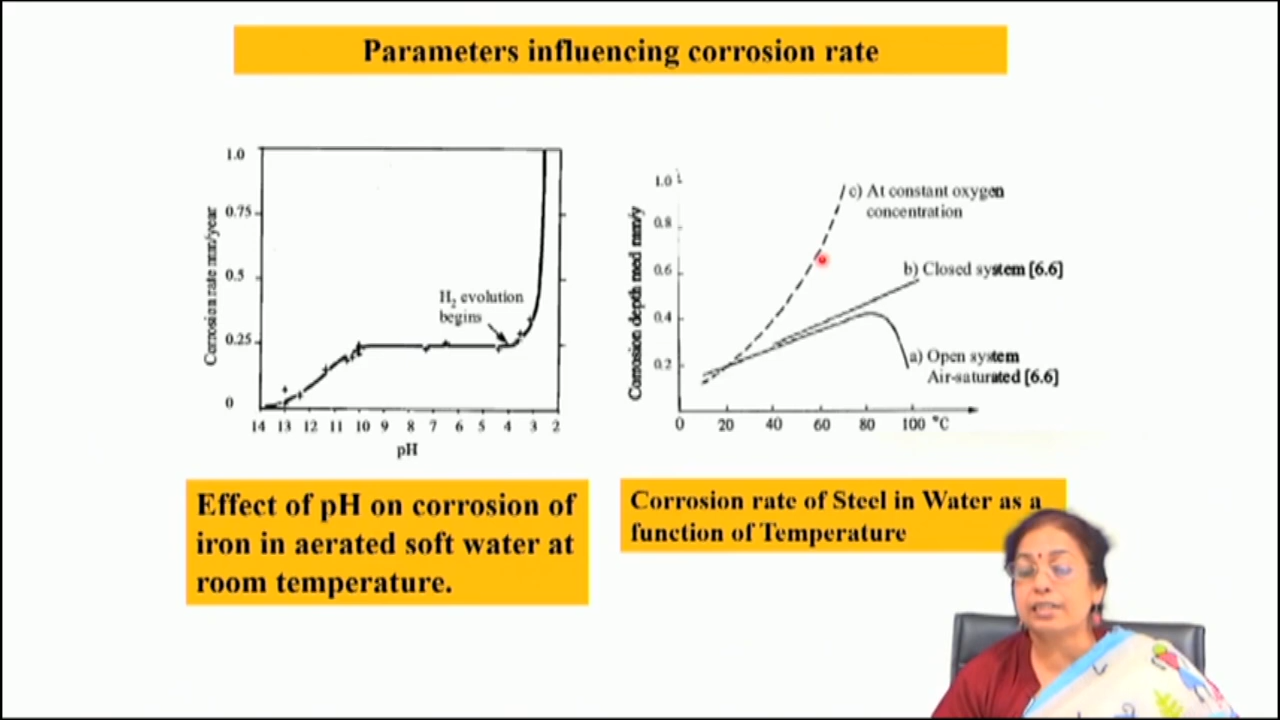 Parameters influencing corrosion rate
1.0
0.75
0.5
0.25
0
Corrosion rate mm/year
H₂ evolution
begins
14 13 12 11 10 9 8 7 6 5 4 3 2
pH
1.0
0.8
0.6
0.4
0.2
Corrosion depth med mm/y
c) At constant oxygen
concentration
b) Closed system [6.6]
a) Open system
Air-saturated [6.6]
0 20 40 60 80 100 °C
Effect of pH on corrosion of
iron in aerated soft water at
room temperature.
Corrosion rate of Steel in Water as a
function of Temperature